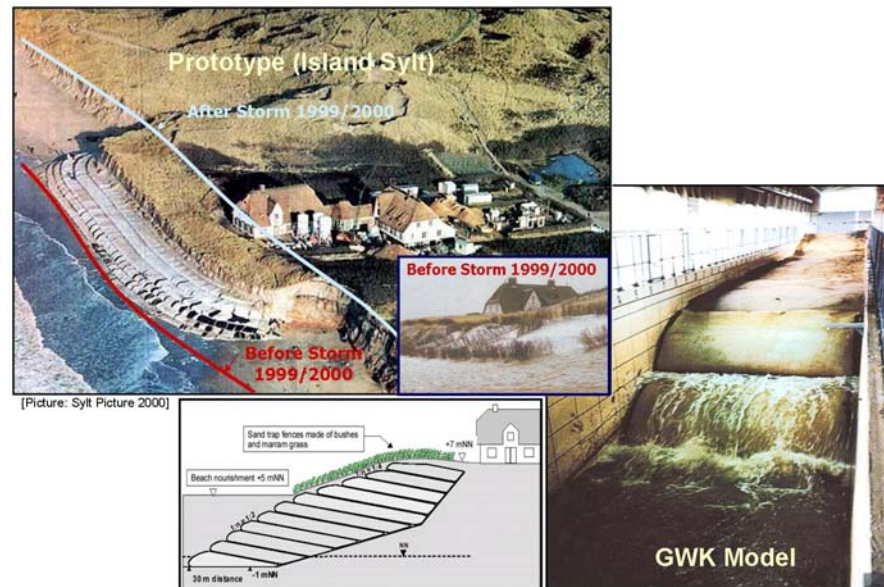 Prototype (Island Sylt)
After Storm 1999/2000
Before Storm 1999/2000
Before Storm
1999/2000
[Picture: Sylt Picture 2000]
Sand trap fences made of bushes
and marram grass
+7 mNN
Beach nourishment +5 mNN
NN
30 m distance
-1 mNN
GWK Model